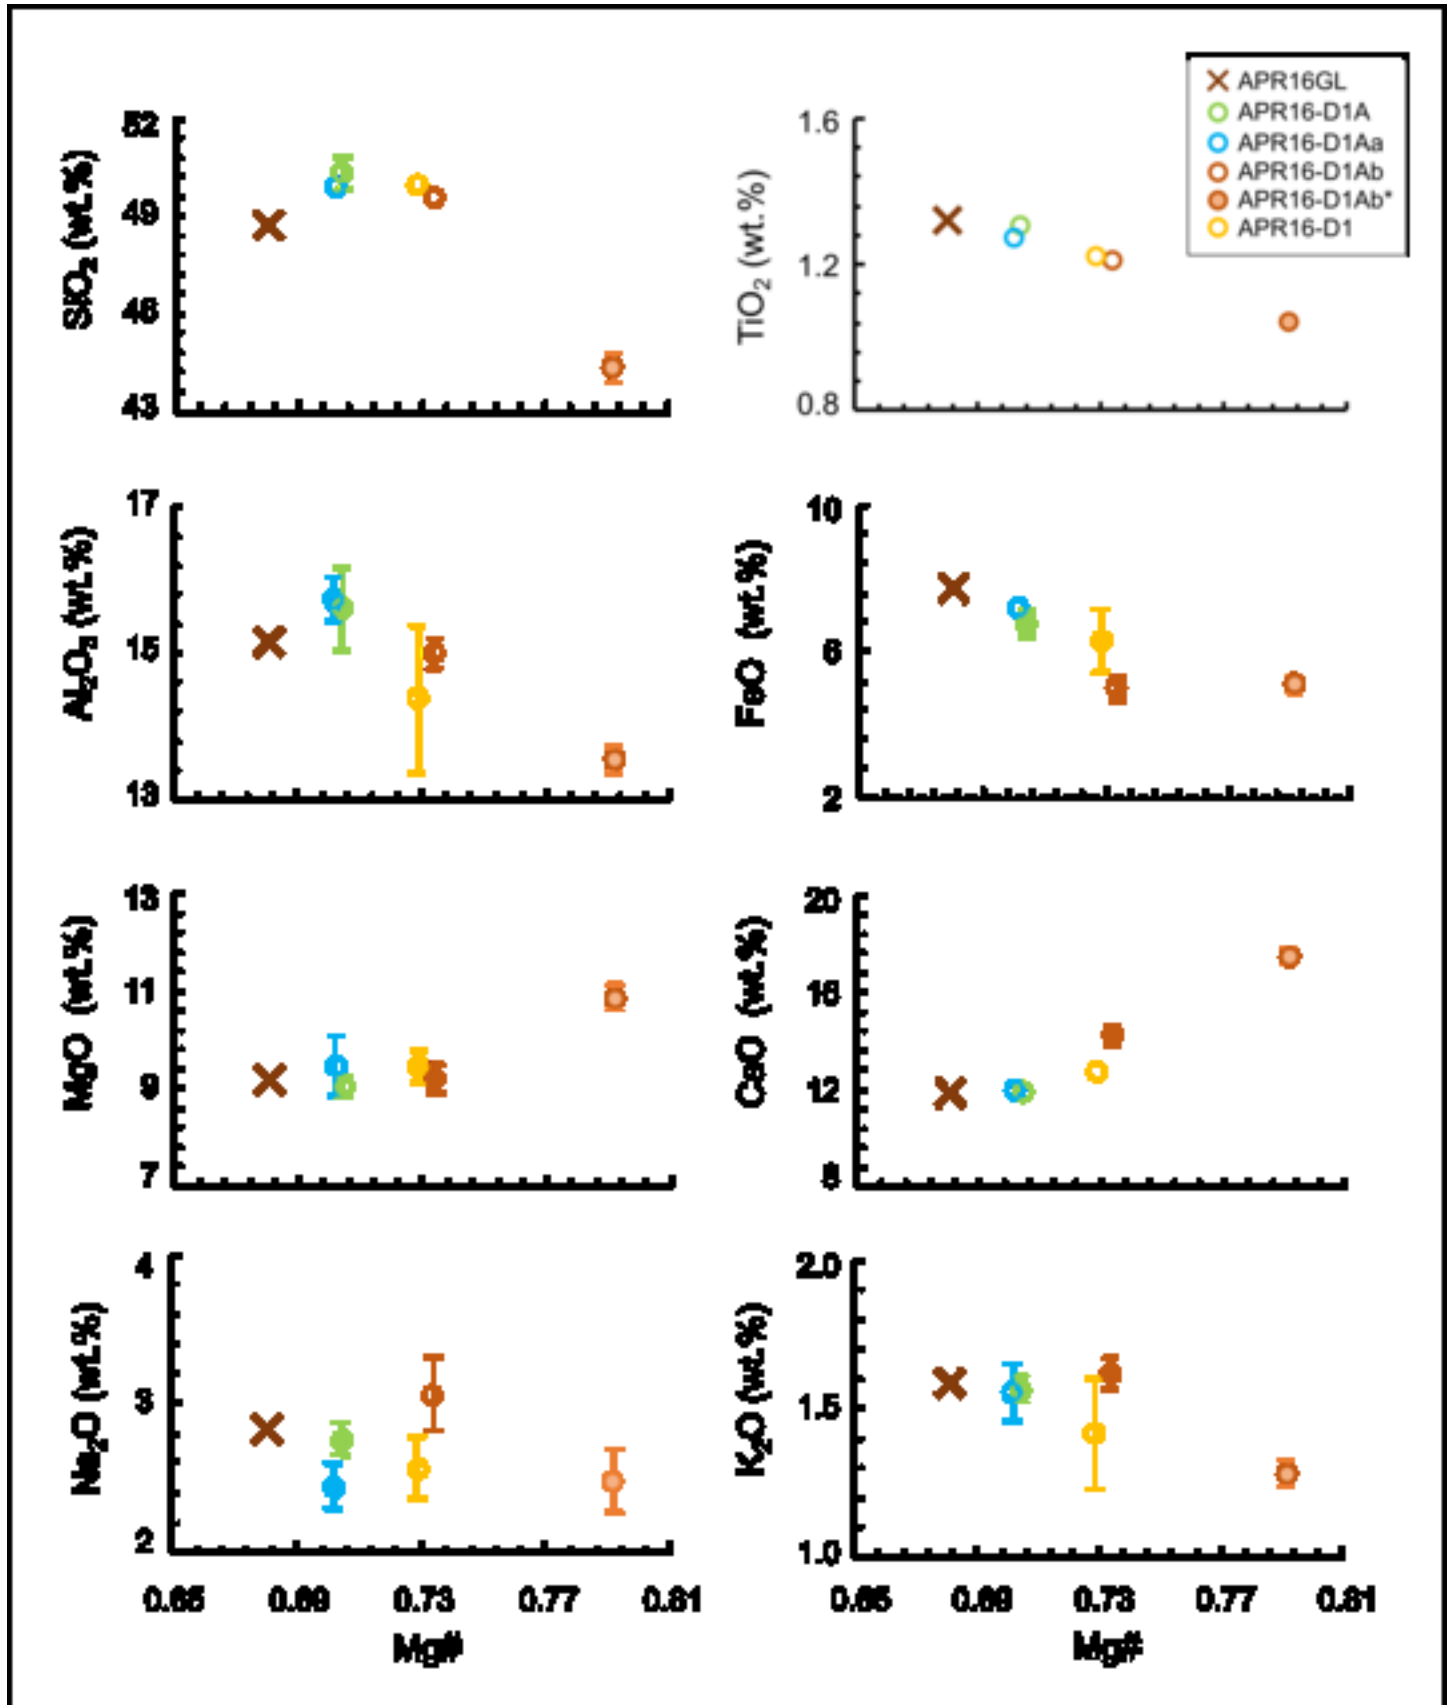 APR16GL
APR16-D1A
APR16-D1Aa
APR16-D1Ab
APR16-D1Ab*
APR16-D1
SiO₂ (wt.%)
52
49
46
43
TiO₂ (wt.%)
1.6
1.2
0.8
Al₂O₃ (wt.%)
17
15
13
FeO (wt.%)
10
6
2
MgO (wt.%)
13
11
9
7
CaO (wt.%)
20
16
12
8
Na₂O (wt.%)
4
3
2
K₂O (wt.%)
2.0
1.5
1.0
0.65 0.69 0.73 0.77 0.81
Mg#
0.65 0.69 0.73 0.77 0.81
Mg#